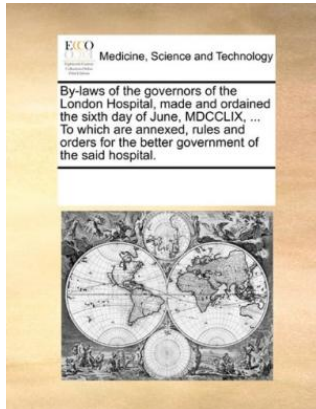 ECCO
Medicine, Science and Technology
By-laws of the governors of the
London Hospital, made and ordained
the sixth day of June, MDCCLIX, ...
To which are annexed, rules and
orders for the better government of
the said hospital.